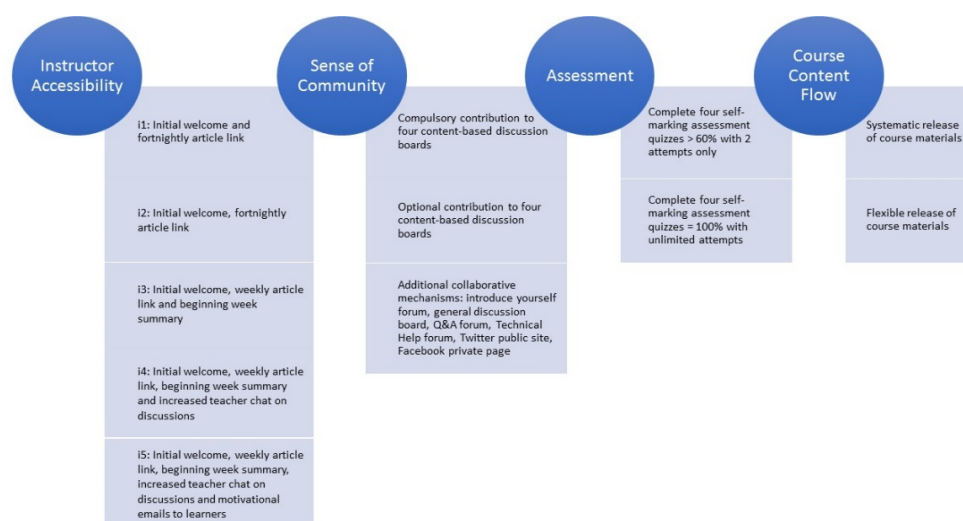 Instructor
Accessibility
i1: Initial welcome and
fortnightly article link
i2: Initial welcome, fortnightly
article link
i3: Initial welcome, weekly article
link and beginning week
summary
i4: Initial welcome, weekly article
link, beginning week summary
and increased teacher chat on
discussions
i5: Initial welcome, weekly article
link, beginning week summary,
increased teacher chat on
discussions and motivational
emails to learners
Sense of
Community
Compulsory contribution to
four content-based discussion
boards
Optional contribution to four
content-based discussion
boards
Additional collaborative
mechanisms: introduce yourself
forum, general discussion
board, Q&A forum, Technical
Help forum, Twitter public site,
Facebook private page
Assessment
Complete four self-
marking assessment
quizzes > 60% with 2
attempts only
Complete four self-
marking assessment
quizzes = 100% with
unlimited attempts
Course
Content
Flow
Systematic release
of course materials
Flexible release of
course materials